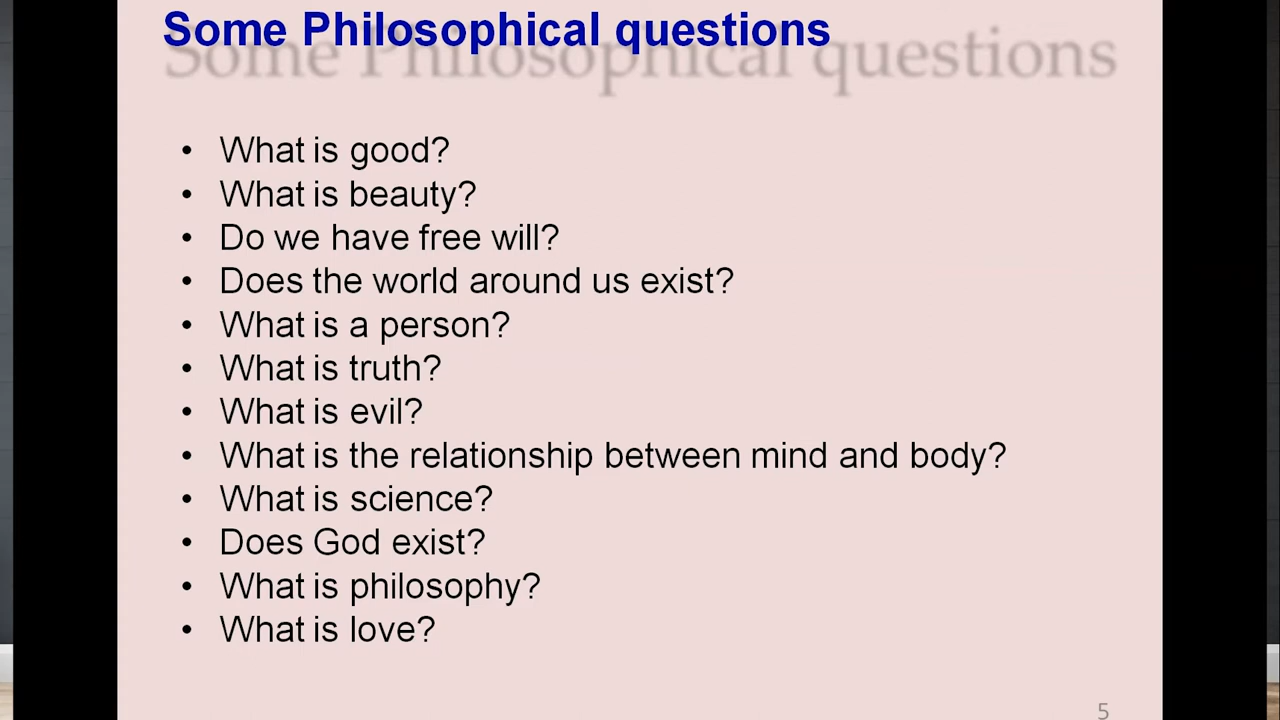 Some Philosophical questions
Some Philosophical questions
• What is good?
• What is beauty?
• Do we have free will?
• Does the world around us exist?
• What is a person?
• What is truth?
• What is evil?
• What is the relationship between mind and body?
• What is science?
• Does God exist?
• What is philosophy?
• What is love?
5